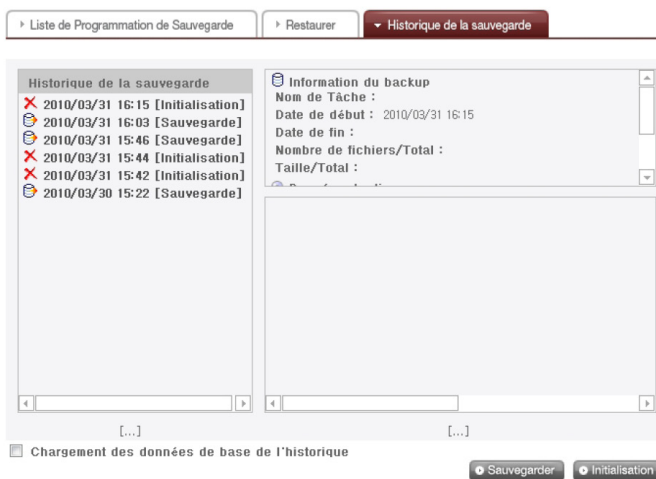 Liste de Programmation de Sauvegarde
Restaurer
Historique de la sauvegarde
Historique de la sauvegarde
2010/03/31 16:15 [Initialisation]
2010/03/31 16:03 [Sauvegarde]
2010/03/31 15:46 [Sauvegarde]
2010/03/31 15:44 [Initialisation]
2010/03/31 15:42 [Initialisation]
2010/03/30 15:22 [Sauvegarde]
Information du backup
Nom de Tâche :
Date de début : 2010/03/31 16:15
Date de fin :
Nombre de fichiers/Total :
Taille/Total :
[...]
[...]
Chargement des données de base de l'historique
Sauvegarder
Initialisation